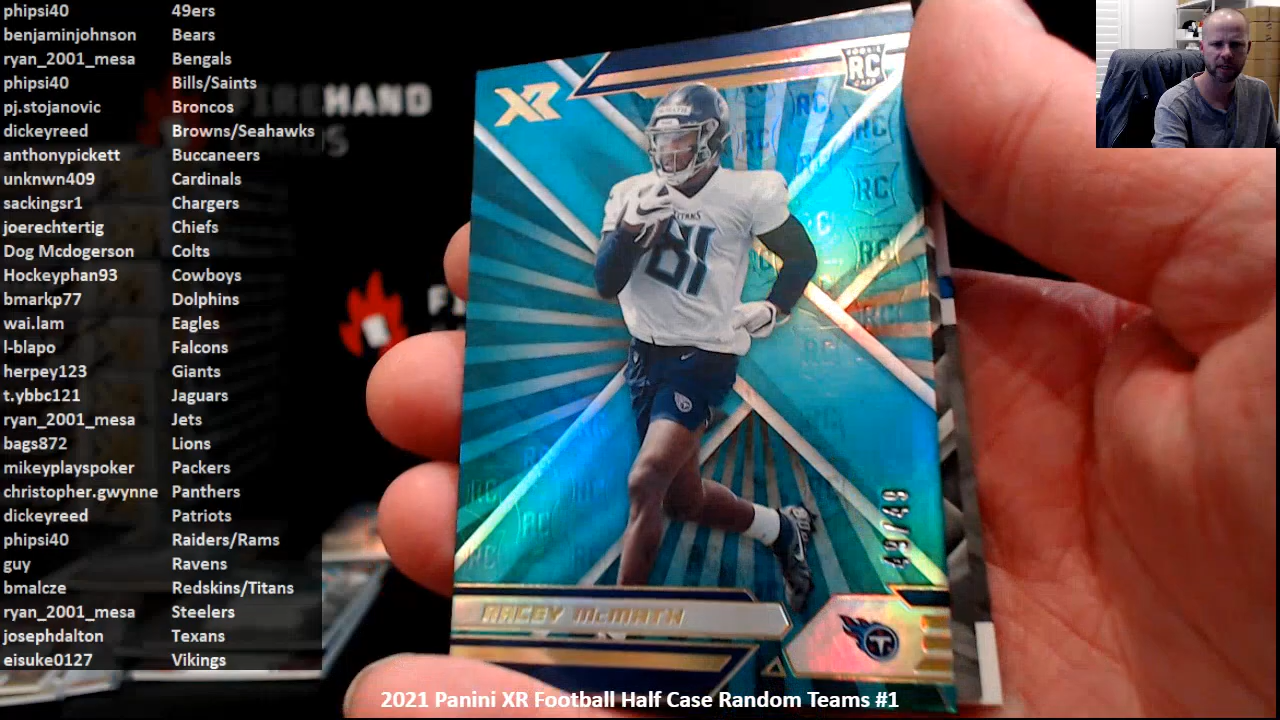 phipsi40 49ers
benjaminjohnson Bears
ryan_2001_mesa Bengals
phipsi40 Bills/Saints
pj.stojanovic Broncos
dickeyreed Browns/Seahawks
anthonypickett Buccaneers
unknwn409 Cardinals
sackingsr1 Chargers
joerechtertig Chiefs
Dog Mcdogerson Colts
Hockeyphan93 Cowboys
bmarkp77 Dolphins
wai.lam Eagles
l-blapo Falcons
herpey123 Giants
t.ybbc121 Jaguars
ryan_2001_mesa Jets
bags872 Lions
mikeyplayspoker Packers
christopher.gwynne Panthers
dickeyreed Patriots
phipsi40 Raiders/Rams
guy Ravens
bmalcze Redskins/Titans
ryan_2001_mesa Steelers
josephdalton Texans
eisuke0127 Vikings
FIREHAND
CARDS
XR
RC
TITANS
81
49/49
RACEY McMATH
T
2021 Panini XR Football Half Case Random Teams #1